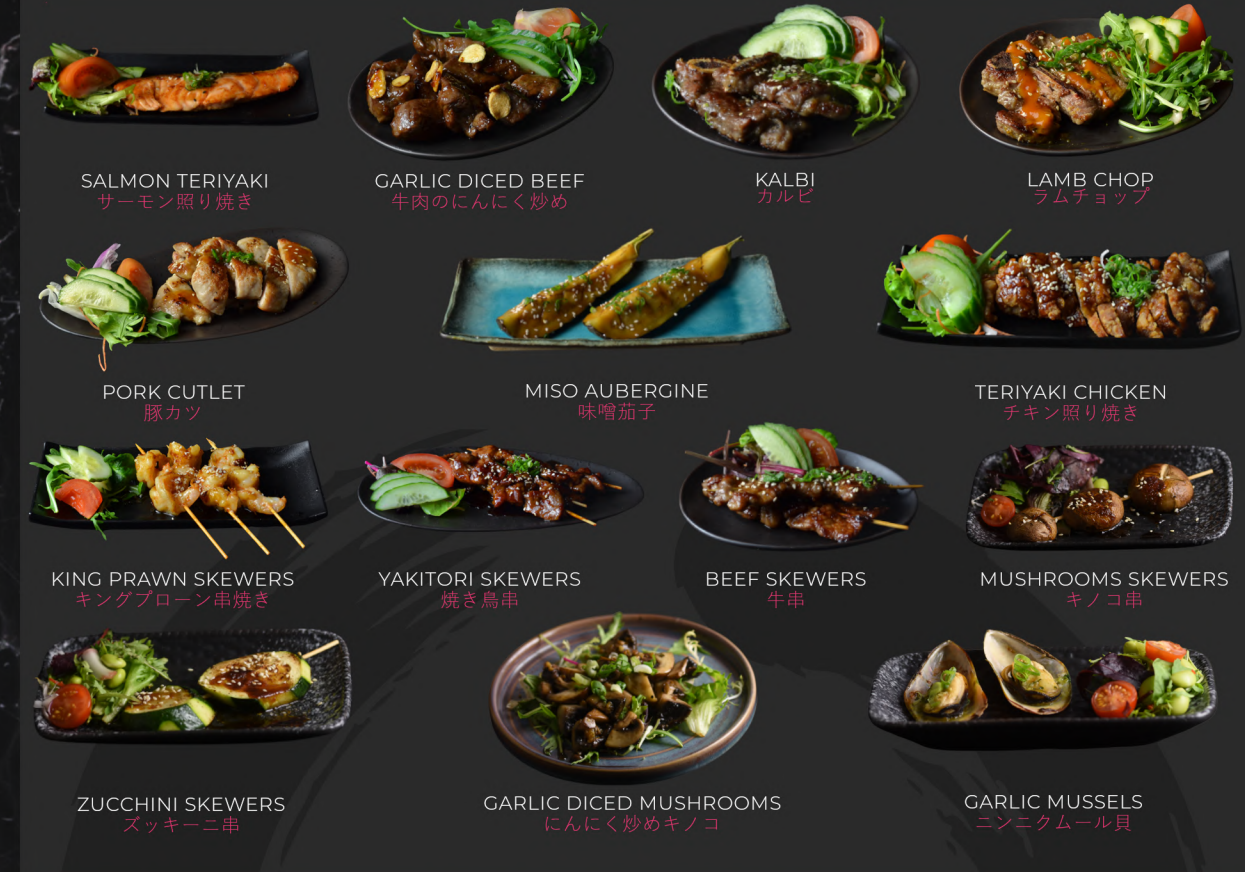 SALMON TERIYAKI
サーモン照り焼き
GARLIC DICED BEEF
牛肉のにんにく炒め
KALBI
カルビ
LAMB CHOP
ラムチョップ
PORK CUTLET
豚カツ
MISO AUBERGINE
味噌茄子
TERIYAKI CHICKEN
チキン照り焼き
KING PRAWN SKEWERS
キングプローン串焼き
YAKITORI SKEWERS
焼き鳥串
BEEF SKEWERS
牛串
MUSHROOMS SKEWERS
キノコ串
ZUCCHINI SKEWERS
ズッキーニ串
GARLIC DICED MUSHROOMS
にんにく炒めキノコ
GARLIC MUSSELS
ニンニクムール貝